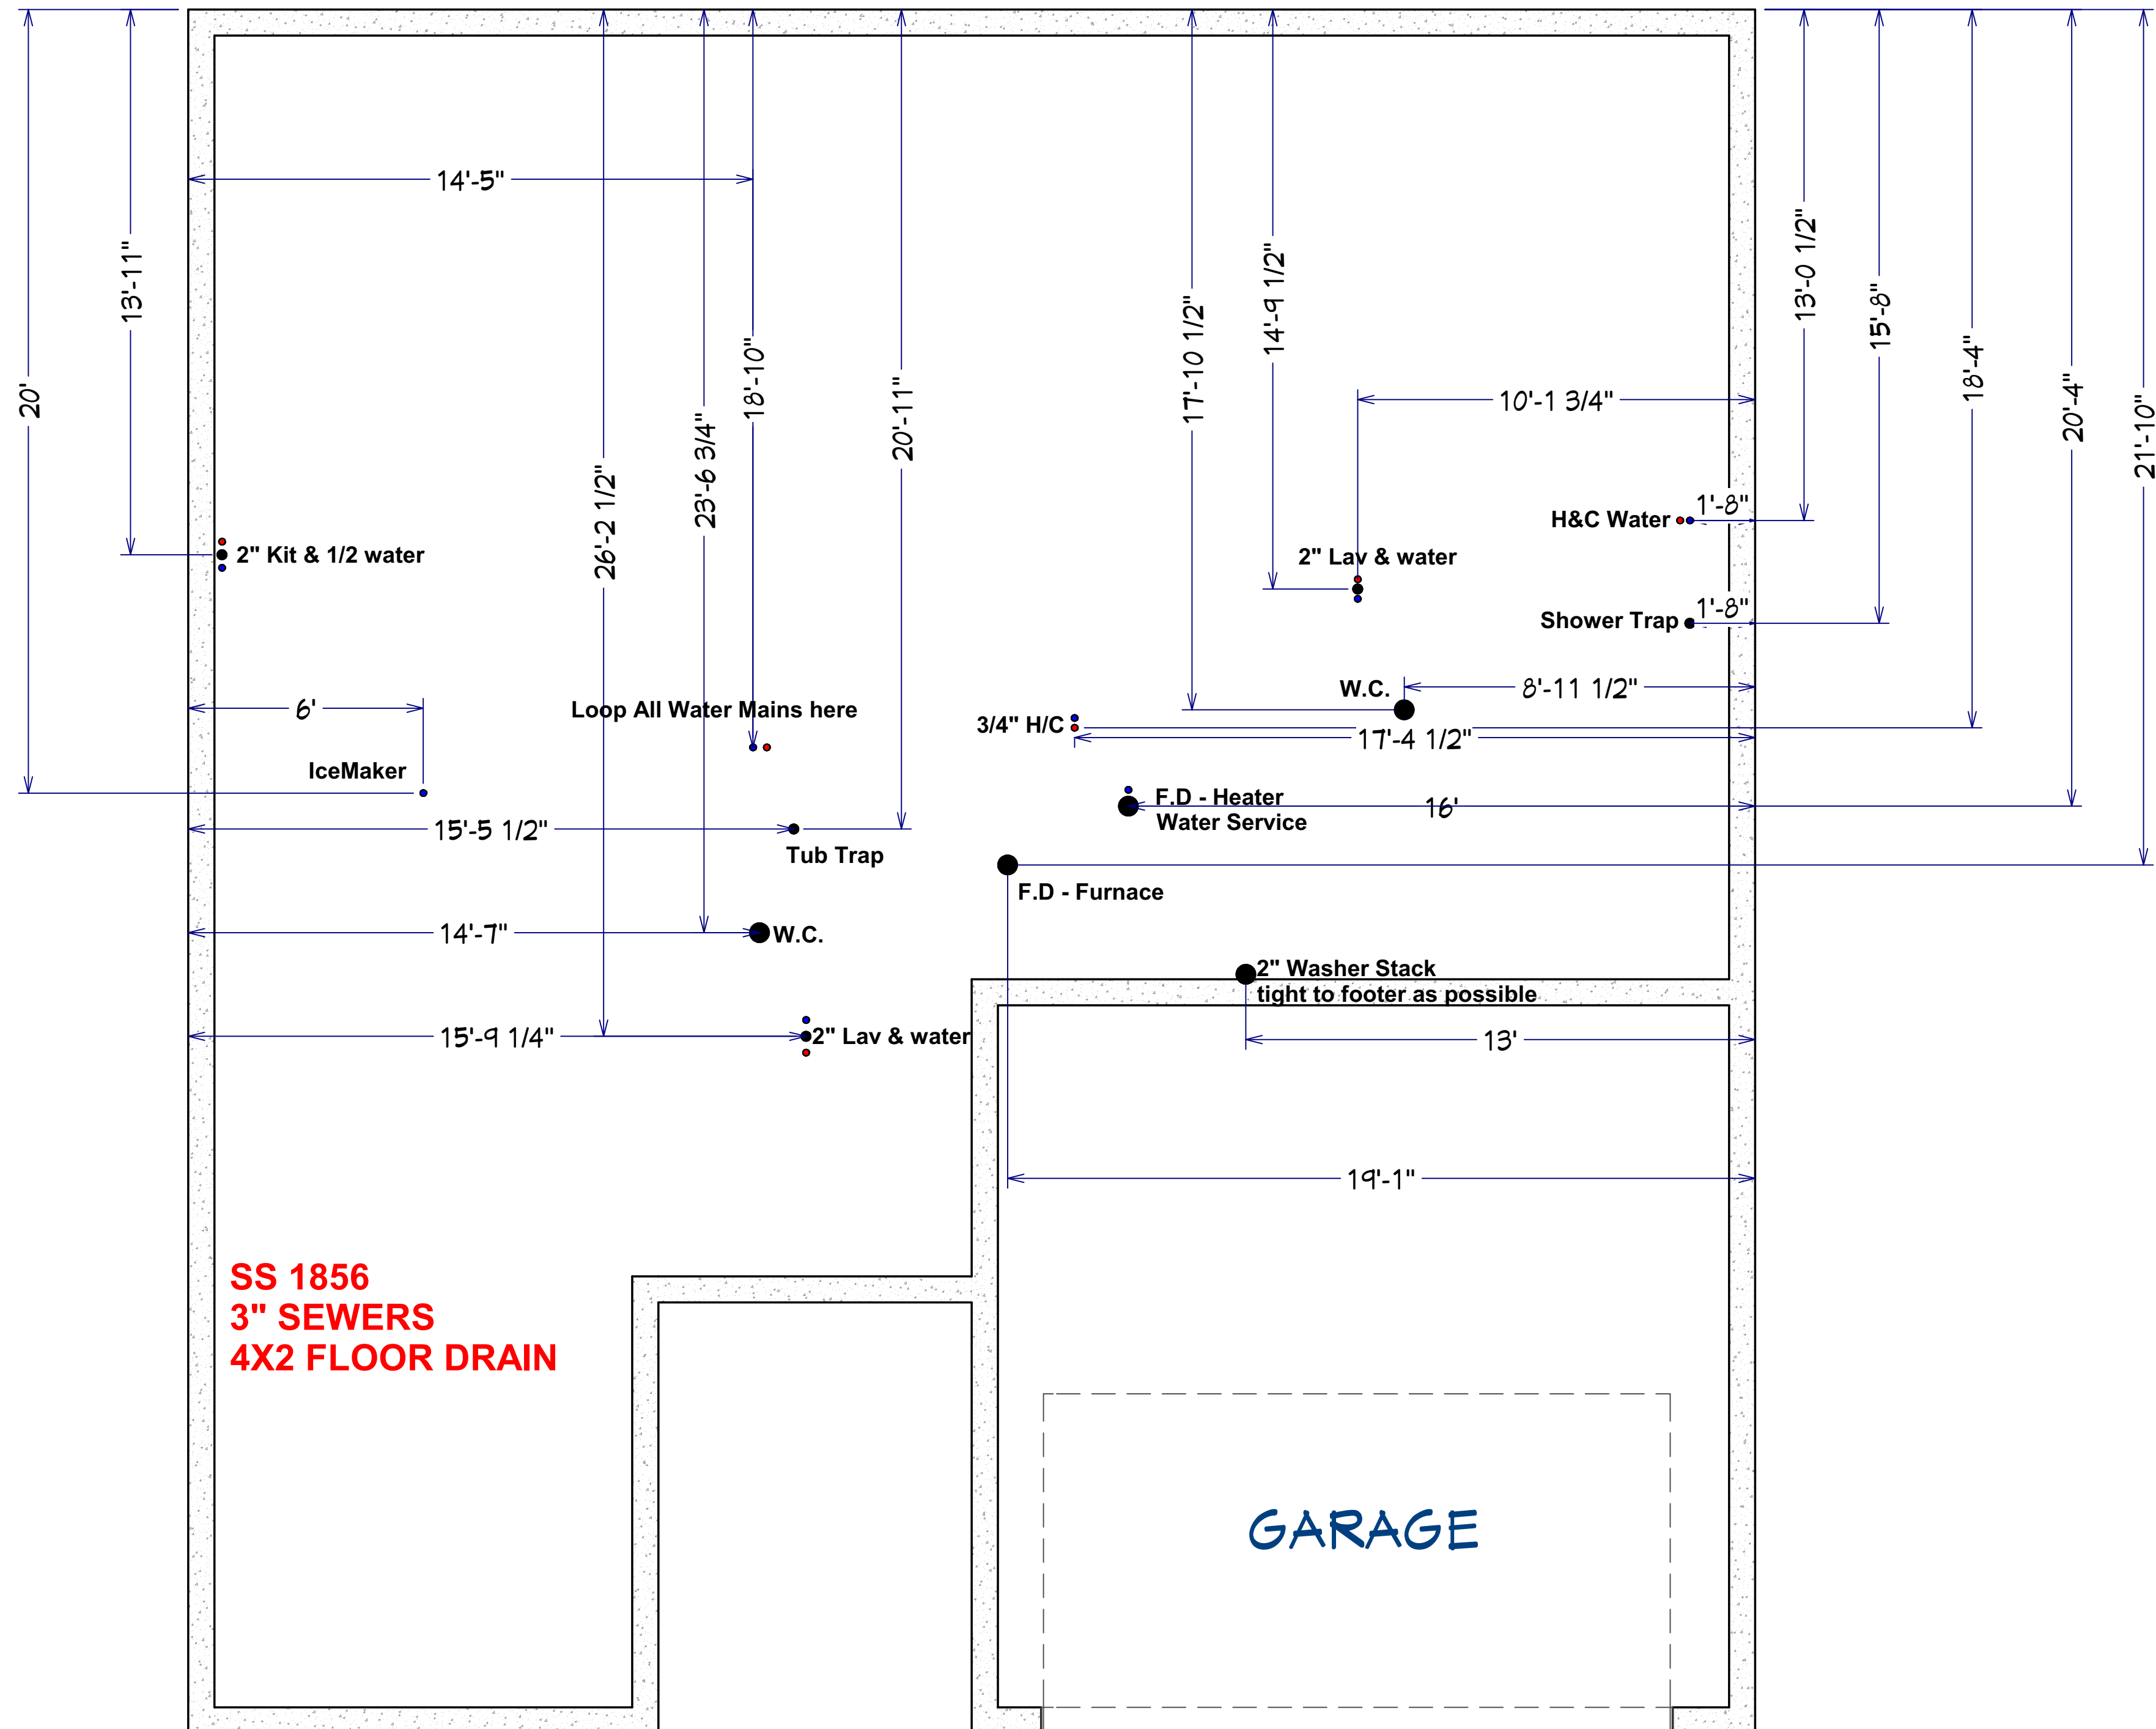 14'-5"
13'-11"
20'
26'-2 1/2"
23'-6 3/4"
18'-10"
20'-11"
17'-10 1/2"
14'-9 1/2"
13'-0 1/2"
15'-8"
18'-4"
20'-4"
21'-10"
10'-1 3/4"
1'-8"
H&C Water
2" Kit & 1/2 water
2" Lav & water
1'-8"
Shower Trap
W.C.
8'-11 1/2"
6'
Loop All Water Mains here
3/4" H/C
17'-4 1/2"
IceMaker
F.D - Heater
Water Service
16'
15'-5 1/2"
Tub Trap
F.D - Furnace
14'-7"
W.C.
2" Washer Stack
tight to footer as possible
15'-9 1/4"
2" Lav & water
13'
19'-1"
SS 1856
3" SEWERS
4X2 FLOOR DRAIN
GARAGE